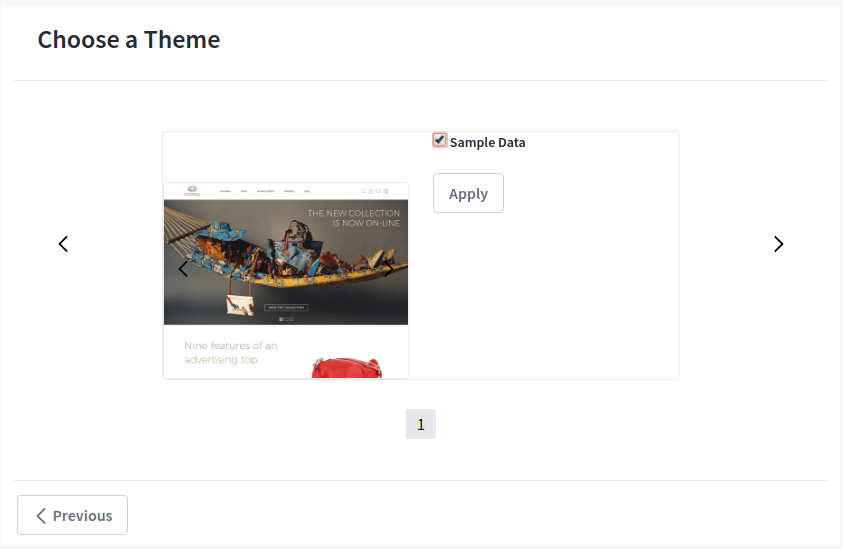 Choose a Theme
Sample Data
Apply
THE NEW COLLECTION
IS NOW ON-LINE
Nine features of an
advertising top
1
Previous